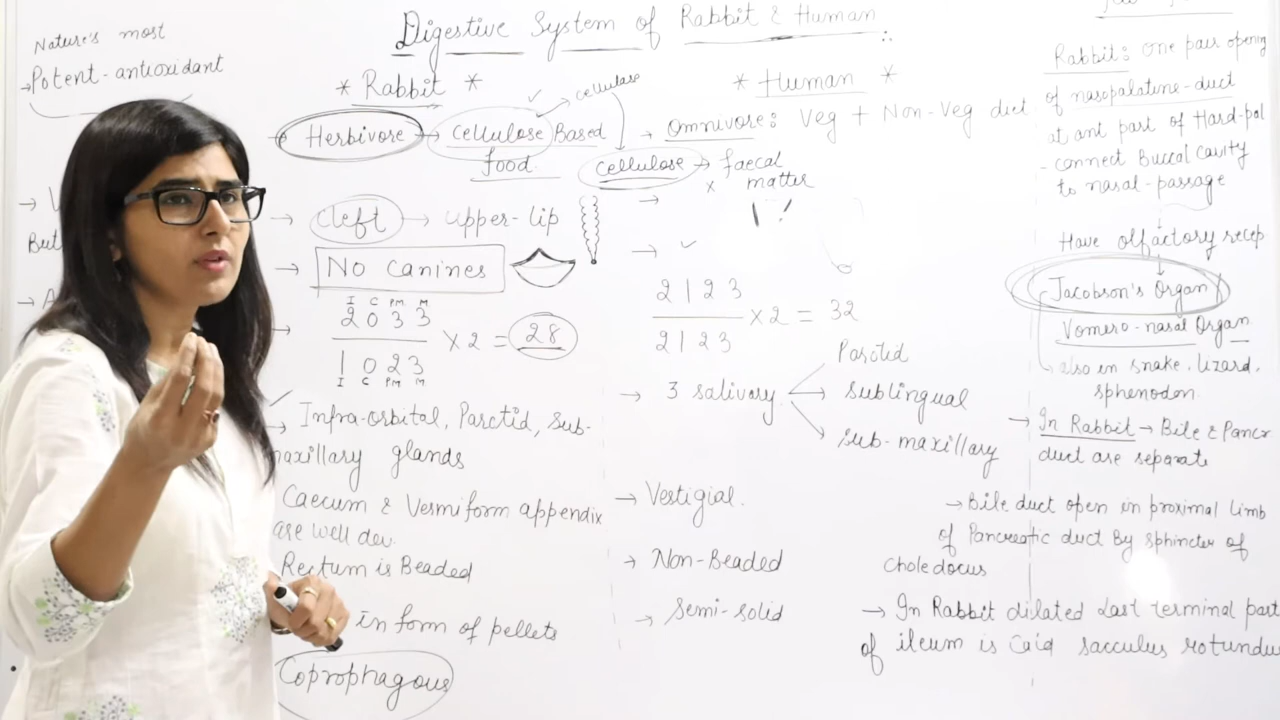 Digestive System of Rabbit & Human
Nature's most
Potent-antioxidant
But
* Rabbit *
Herbivore → cellulose Based
food
cellulase
cleft → upper-lip
No canines
I C PM M
2 0 3 3
× 2 = 28
1 0 2 3
I C PM M
Infra-orbital, Parotid, Sub-
maxillary glands
Caecum & Vermiform appendix
are well dev.
Rectum is Beaded
in form of pellets
Coprophagous
* Human *
→ Omnivore: Veg + Non-Veg diet
cellulose → faecal
× matter
→
→ ✓
2 1 2 3
× 2 = 32
2 1 2 3
→ 3 salivary
Parotid
sublingual
sub-maxillary
→ Vestigial.
→ Non-Beaded
→ Semi-solid
Rabbit: one pair opening
of nasopalatine-duct
at ant part of Hard-pal
- connect Buccal cavity
to nasal-passage
Have olfactory recep
Jacobson's Organ
Vomero-nasal Organ
also in snake, lizard,
sphenodon
→ In Rabbit → Bile & Pancr
duct are separate
→ Bile duct open in proximal limb
of Pancreatic duct By sphincter of
choledocus
→ In Rabbit dilated last terminal part
of ileum is called sacculus rotundu